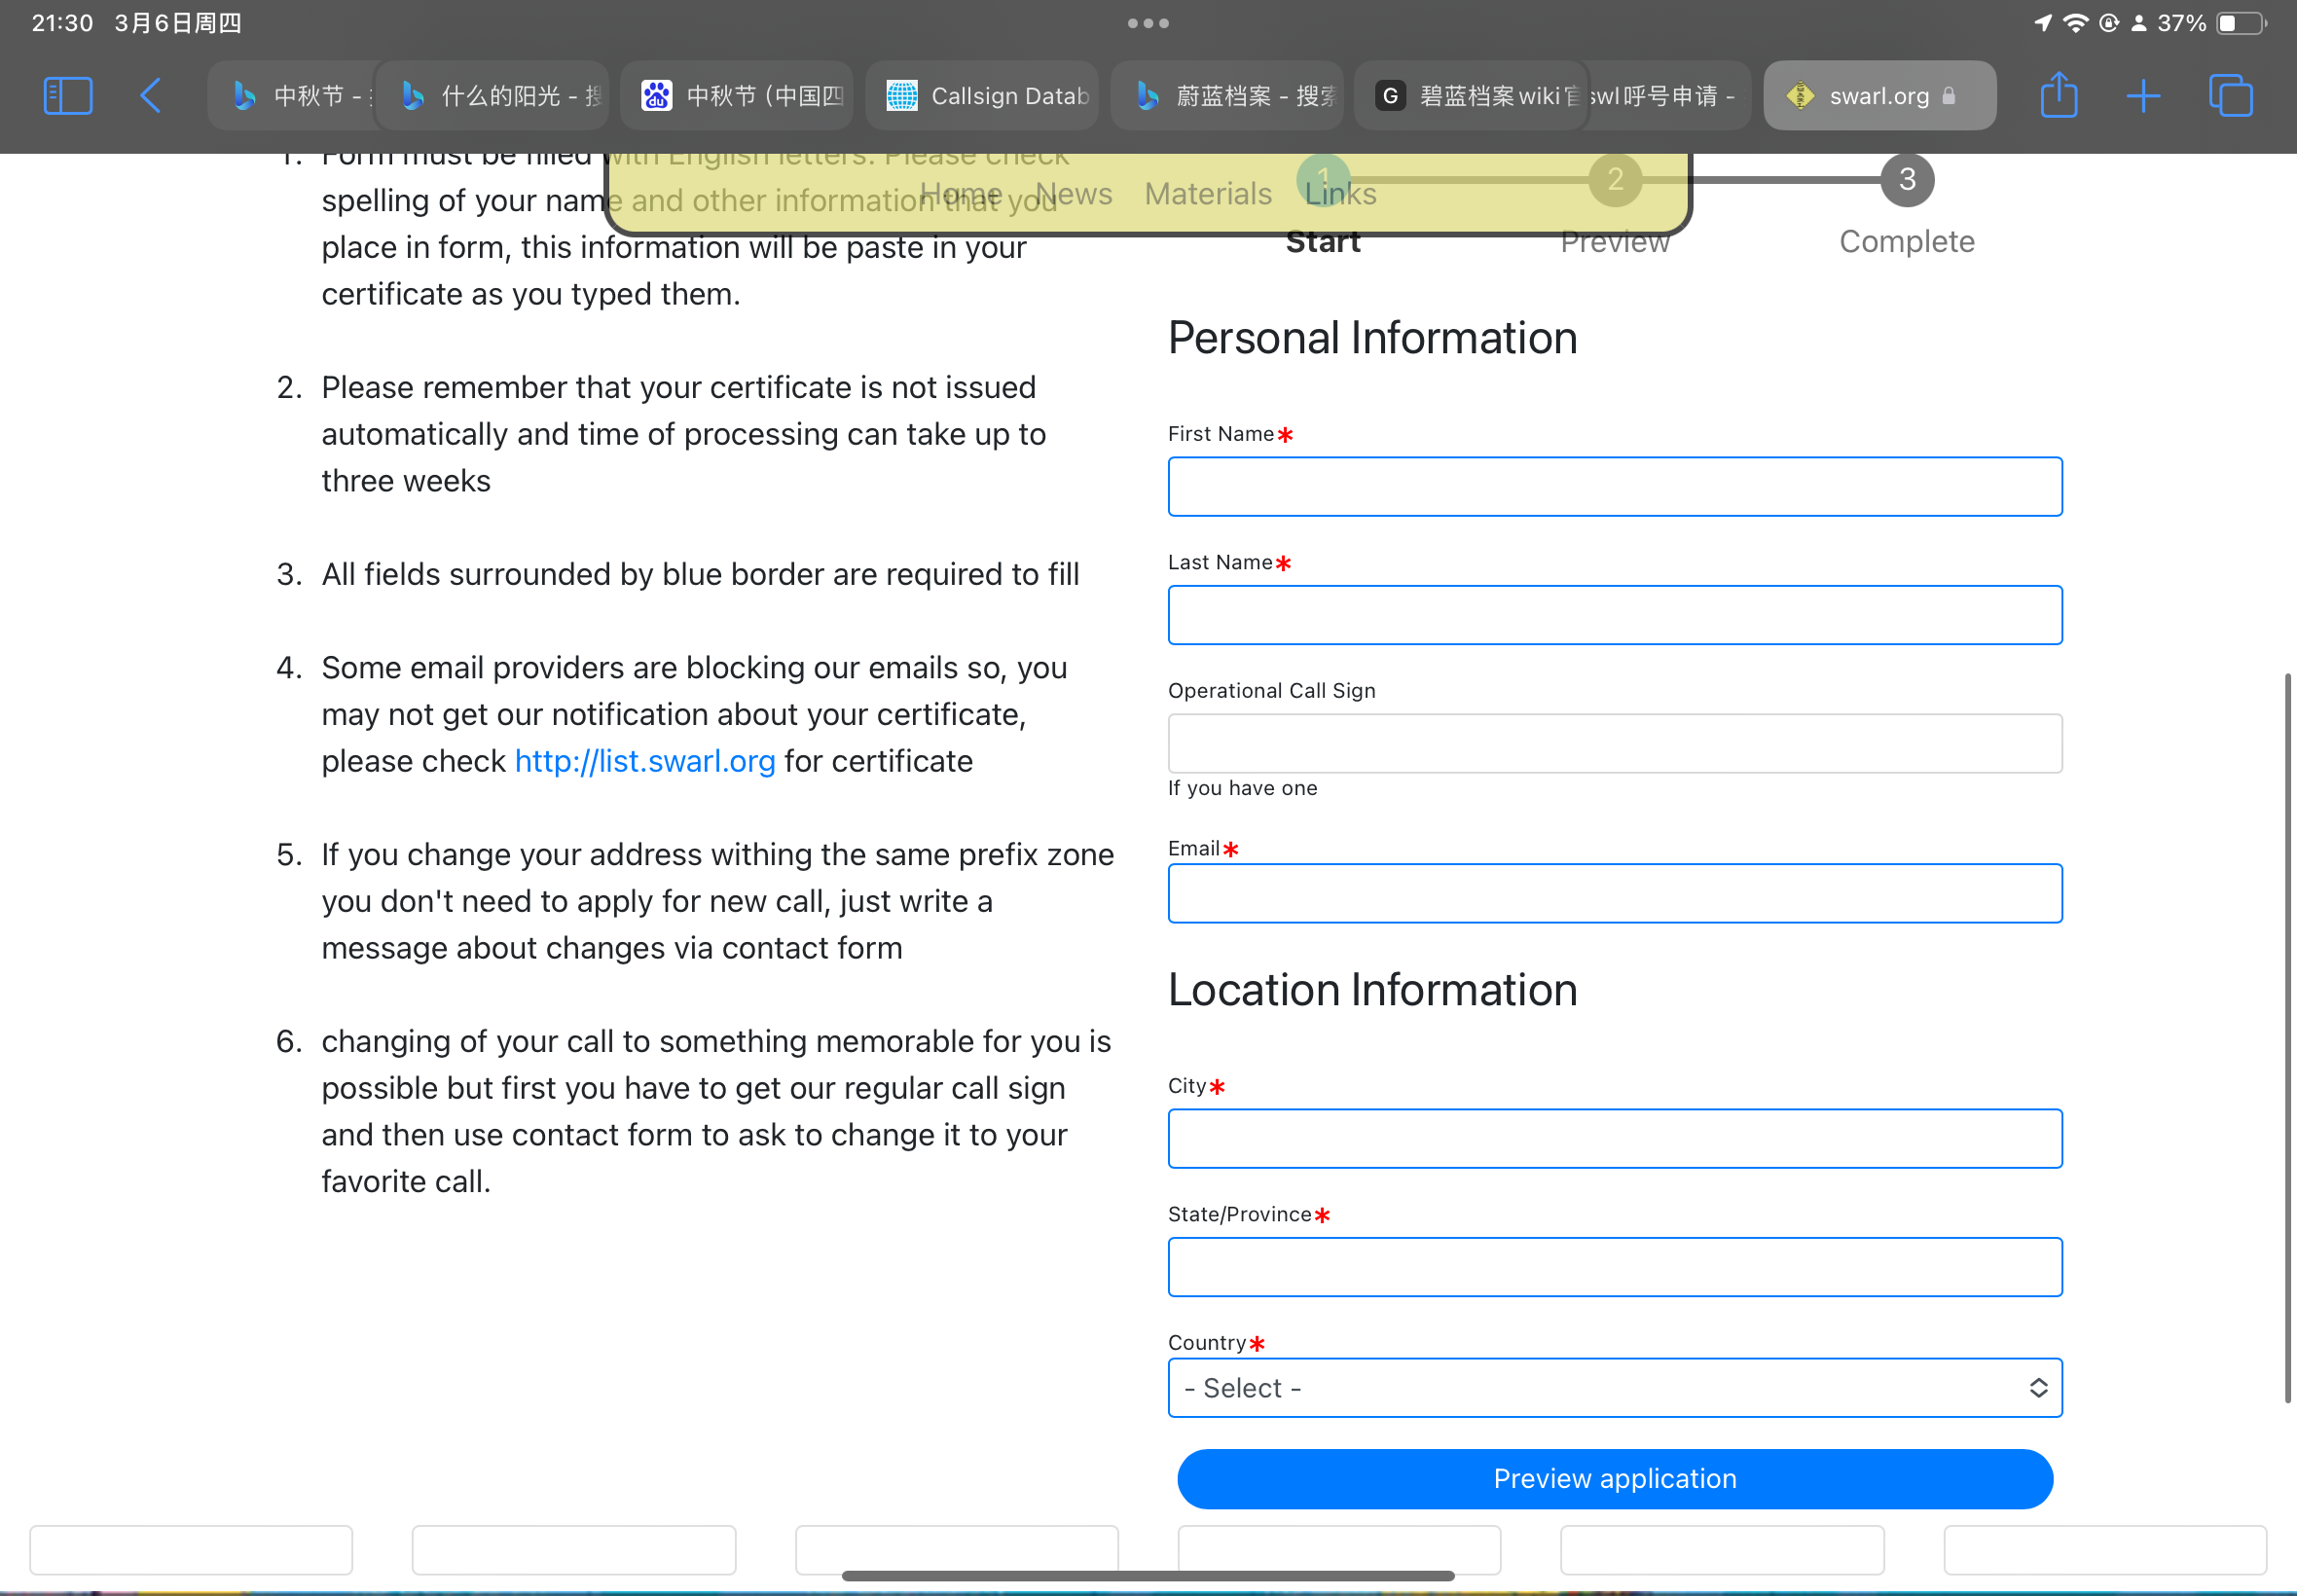 21:30 3月6日周四
37%
中秋节 -
什么的阳光 - 搜
中秋节（中国四
Callsign Datab
蔚蓝档案 - 搜索
碧蓝档案wiki官
swl呼号申请 -
swarl.org
Home News Materials Links
1. Form must be filled with English letters. Please check
spelling of your name and other information that you
place in form, this information will be paste in your
certificate as you typed them.
2. Please remember that your certificate is not issued
automatically and time of processing can take up to
three weeks
3. All fields surrounded by blue border are required to fill
4. Some email providers are blocking our emails so, you
may not get our notification about your certificate,
please check http://list.swarl.org for certificate
5. If you change your address withing the same prefix zone
you don't need to apply for new call, just write a
message about changes via contact form
6. changing of your call to something memorable for you is
possible but first you have to get our regular call sign
and then use contact form to ask to change it to your
favorite call.
1 2 3
Start Preview Complete
Personal Information
First Name*
Last Name*
Operational Call Sign
If you have one
Email*
Location Information
City*
State/Province*
Country*
- Select -
Preview application